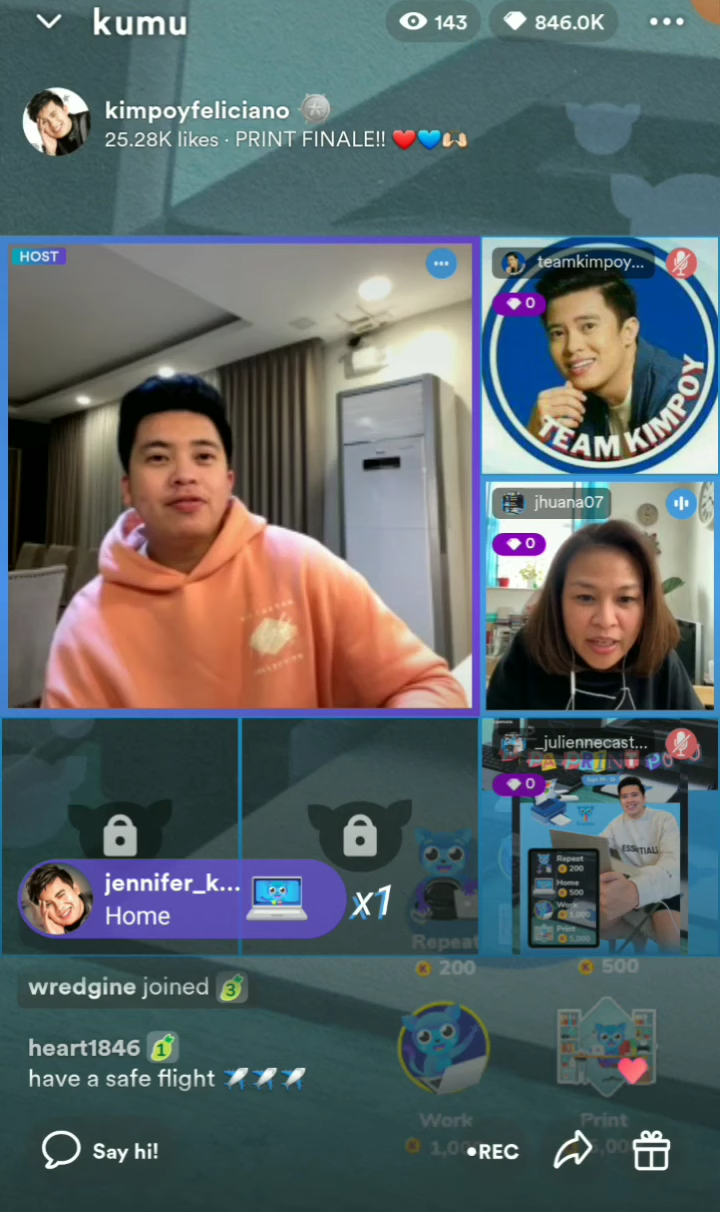 kumu
143
846.0K
kimpoyfeliciano
25.28K likes · PRINT FINALE!! ❤️💙🙌🏼
HOST
teamkimpoy...
0
TEAM KIMPOY
jhuana07
0
_juliennecast...
0
ESSENTIALS
Repeat
200
Home
500
Work
1,000
Print
5,000
jennifer_k...
Home
x1
Repeat
200
500
wredgine joined 3
heart1846 1
have a safe flight ✈️✈️✈️
Work
Print
Say hi!
•REC